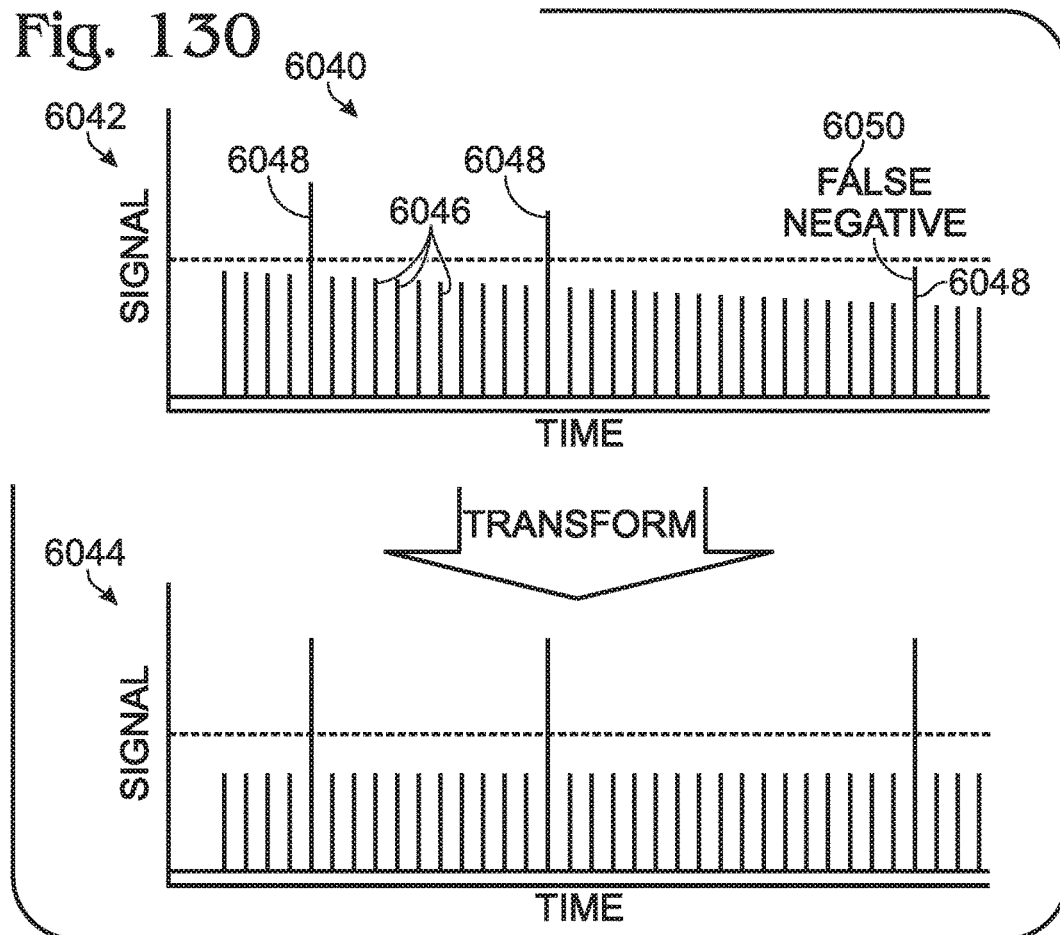 Fig. 130
6040
6042
6048
6048
6046
6050
FALSE
NEGATIVE
6048
SIGNAL
TIME
TRANSFORM
6044
SIGNAL
TIME